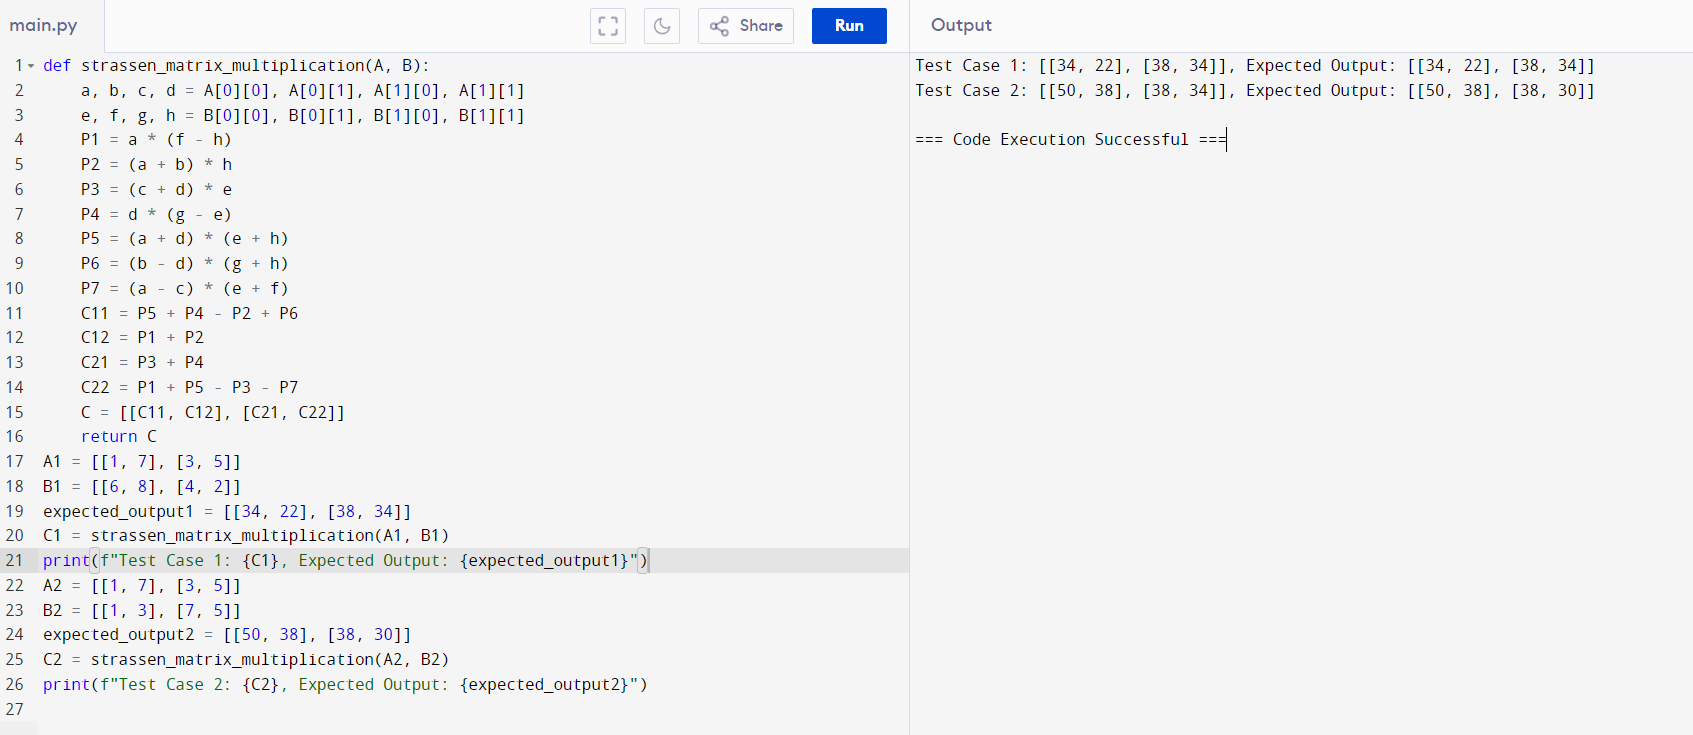 main.py
Share
Run
Output
1 def strassen_matrix_multiplication(A, B):
2     a, b, c, d = A[0][0], A[0][1], A[1][0], A[1][1]
3     e, f, g, h = B[0][0], B[0][1], B[1][0], B[1][1]
4     P1 = a * (f - h)
5     P2 = (a + b) * h
6     P3 = (c + d) * e
7     P4 = d * (g - e)
8     P5 = (a + d) * (e + h)
9     P6 = (b - d) * (g + h)
10     P7 = (a - c) * (e + f)
11     C11 = P5 + P4 - P2 + P6
12     C12 = P1 + P2
13     C21 = P3 + P4
14     C22 = P1 + P5 - P3 - P7
15     C = [[C11, C12], [C21, C22]]
16     return C
17 A1 = [[1, 7], [3, 5]]
18 B1 = [[6, 8], [4, 2]]
19 expected_output1 = [[34, 22], [38, 34]]
20 C1 = strassen_matrix_multiplication(A1, B1)
21 print(f"Test Case 1: {C1}, Expected Output: {expected_output1}")
22 A2 = [[1, 7], [3, 5]]
23 B2 = [[1, 3], [7, 5]]
24 expected_output2 = [[50, 38], [38, 30]]
25 C2 = strassen_matrix_multiplication(A2, B2)
26 print(f"Test Case 2: {C2}, Expected Output: {expected_output2}")
27
Test Case 1: [[34, 22], [38, 34]], Expected Output: [[34, 22], [38, 34]]
Test Case 2: [[50, 38], [38, 34]], Expected Output: [[50, 38], [38, 30]]
=== Code Execution Successful ===